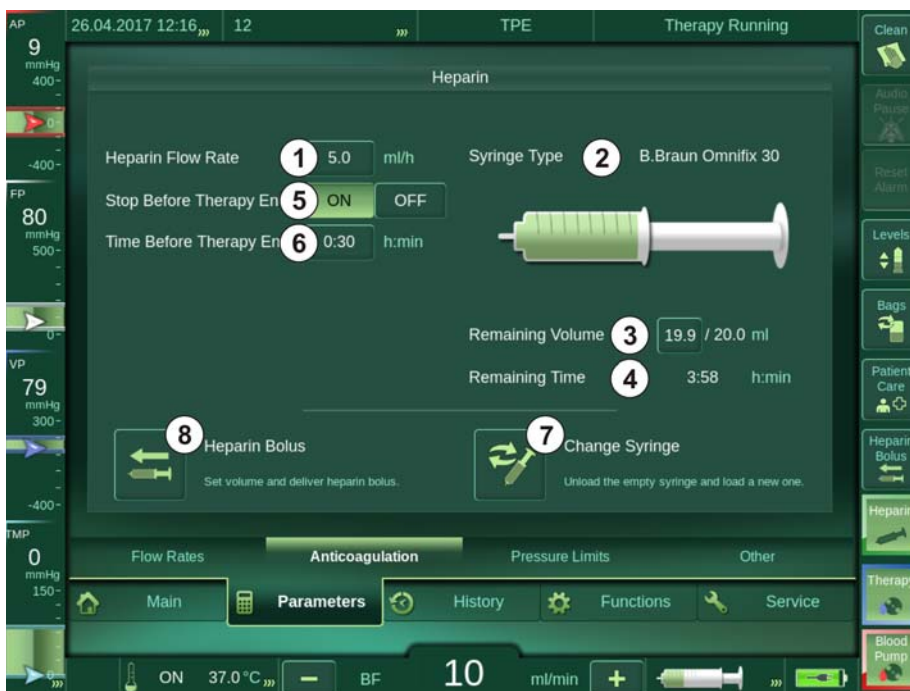 26.04.2017 12:16 12 TPE Therapy Running
AP
9
mmHg
400
0
-400
FP
80
mmHg
500
0
VP
79
mmHg
300
-400
TMP
0
mmHg
150
0
Heparin
Heparin Flow Rate 1 5.0 ml/h
Stop Before Therapy En 5 ON OFF
Time Before Therapy En 6 0:30 h:min
Syringe Type 2 B.Braun Omnifix 30
Remaining Volume 3 19.9 / 20.0 ml
Remaining Time 4 3:58 h:min
8 Heparin Bolus
Set volume and deliver heparin bolus.
7 Change Syringe
Unload the empty syringe and load a new one.
Flow Rates Anticoagulation Pressure Limits Other
Main Parameters History Functions Service
ON 37.0 °C BF 10 ml/min
Clean
Audio
Pause
Reset
Alarm
Levels
Bags
Patient
Care
Heparin
Bolus
Heparin
Therapy
Blood
Pump